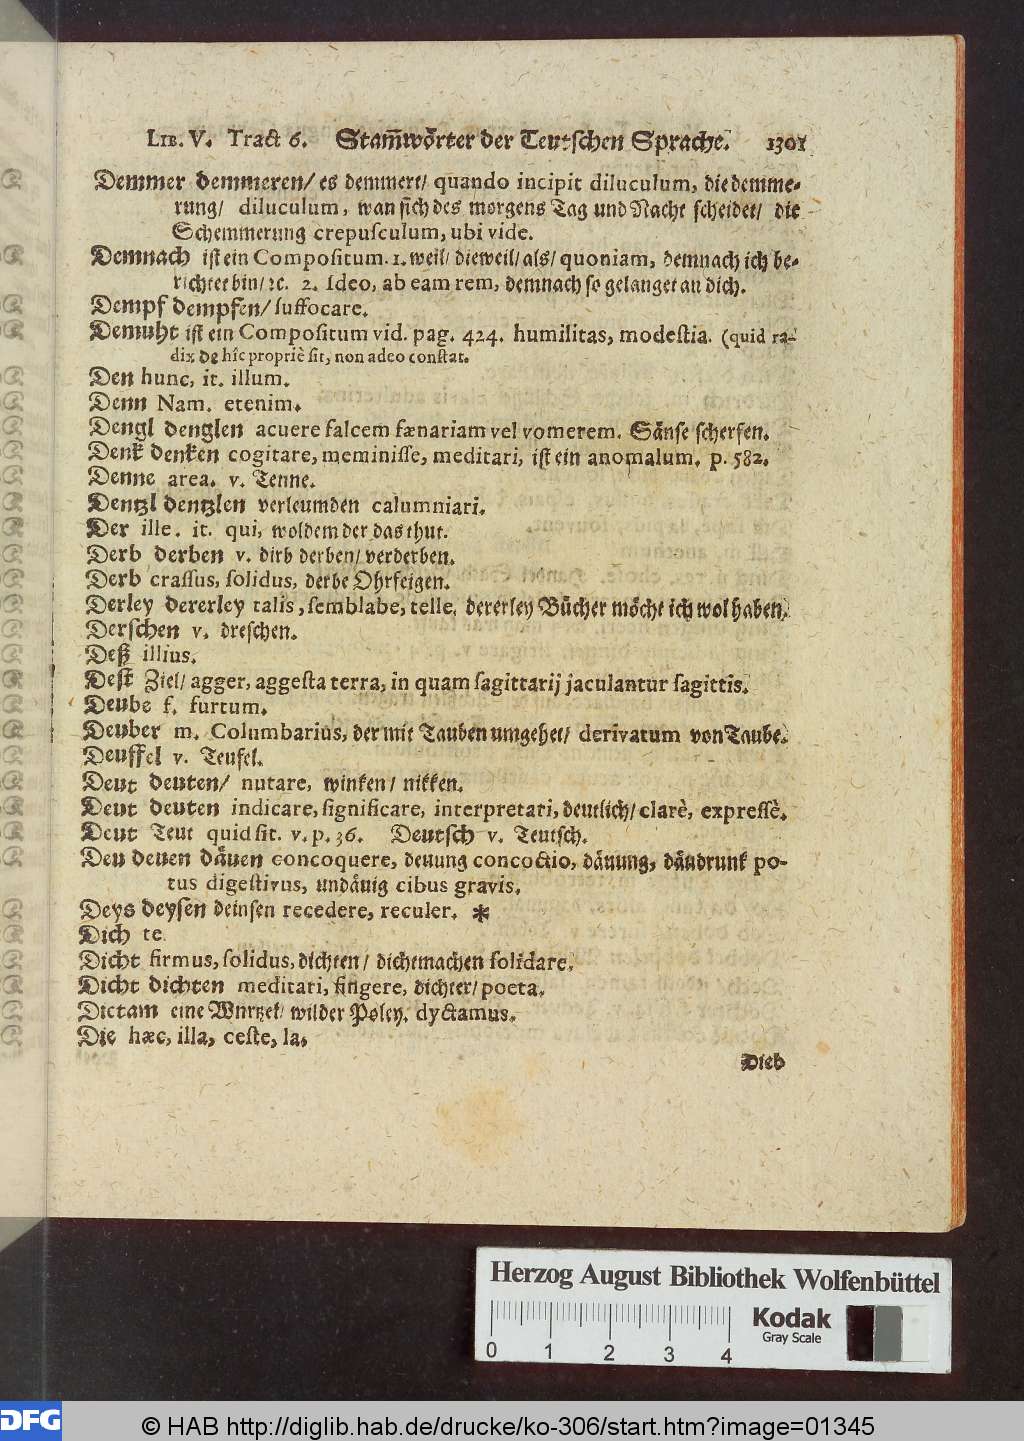 LIB. V. Tract 6. Stam̃wörter der Teutſchen Sprache. 1301
Demmer demmeren/ es demmert/ quando incipit diluculum, die demme-
rung/ diluculum, wan ſich des morgens Tag und Nacht ſcheidet/ die
Schemmerung crepuſculum, ubi vide.
Demnach iſt ein Compoſitum. 1. weil/ dieweil/ als/ quoniam, demnach ich be-
richtet bin/ ꝛc. 2. Ideo, ab eam rem, demnach ſo gelanget an dich.
Dempf dempfen/ ſuffocare.
Demuht iſt ein Compoſitum vid. pag. 424. humilitas, modeſtia. (quid ra-
dix de hîc propriè ſit, non adeo conſtat.
Den hunc, it. illum.
Denn Nam. etenim.
Dengl denglen acuere falcem fænariam vel vomerem. Sänſe ſcherfen.
Denk denken cogitare, meminiſſe, meditari, iſt ein anomalum. p. 582.
Denne area. v. Tenne.
Dentzl dentzlen verleumden calumniari.
Der ille. it. qui, wol dem der das thut.
Derb derben v. dirb derben/ verderben.
Derb craſſus, ſolidus, derbe Ohrfeigen.
Derley dererley talis, ſemblabe, telle, dererley Bücher möcht ich wol haben.
Derſchen v. dreſchen.
Deß illius.
Deſt Ziel/ agger, aggeſta terra, in quam ſagittarij jaculantur ſagittis.
Deube f. furtum.
Deuber m. Columbarius, der mit Tauben umgehet/ derivatum von Taube.
Deuffel v. Teufel.
Deut deuten/ nutare, winken/ nikken.
Deut deuten indicare, ſignificare, interpretari, deutlich/ clarè, expreſſè.
Deut Teut quid ſit. v. p. 36. Deutſch v. Teutſch.
Deu deuen däuen concoquere, deuung concoctio, däuung, däudrunk po-
tus digeſtivus, undäuig cibus gravis.
Deys deyſen deinſen recedere, reculer. *
Dich te.
Dicht firmus, ſolidus, dichten/ dichtmachen ſolidare.
Dicht dichten meditari, fingere, dichter/ poeta.
Dictam eine Wurtzel/ wilder Poley. dyctamus.
Die hæc, illa, ceſte, la.
Dieb
Herzog August Bibliothek Wolfenbüttel
Kodak
Gray Scale
0 1 2 3 4
DFG © HAB http://diglib.hab.de/drucke/ko-306/start.htm?image=01345